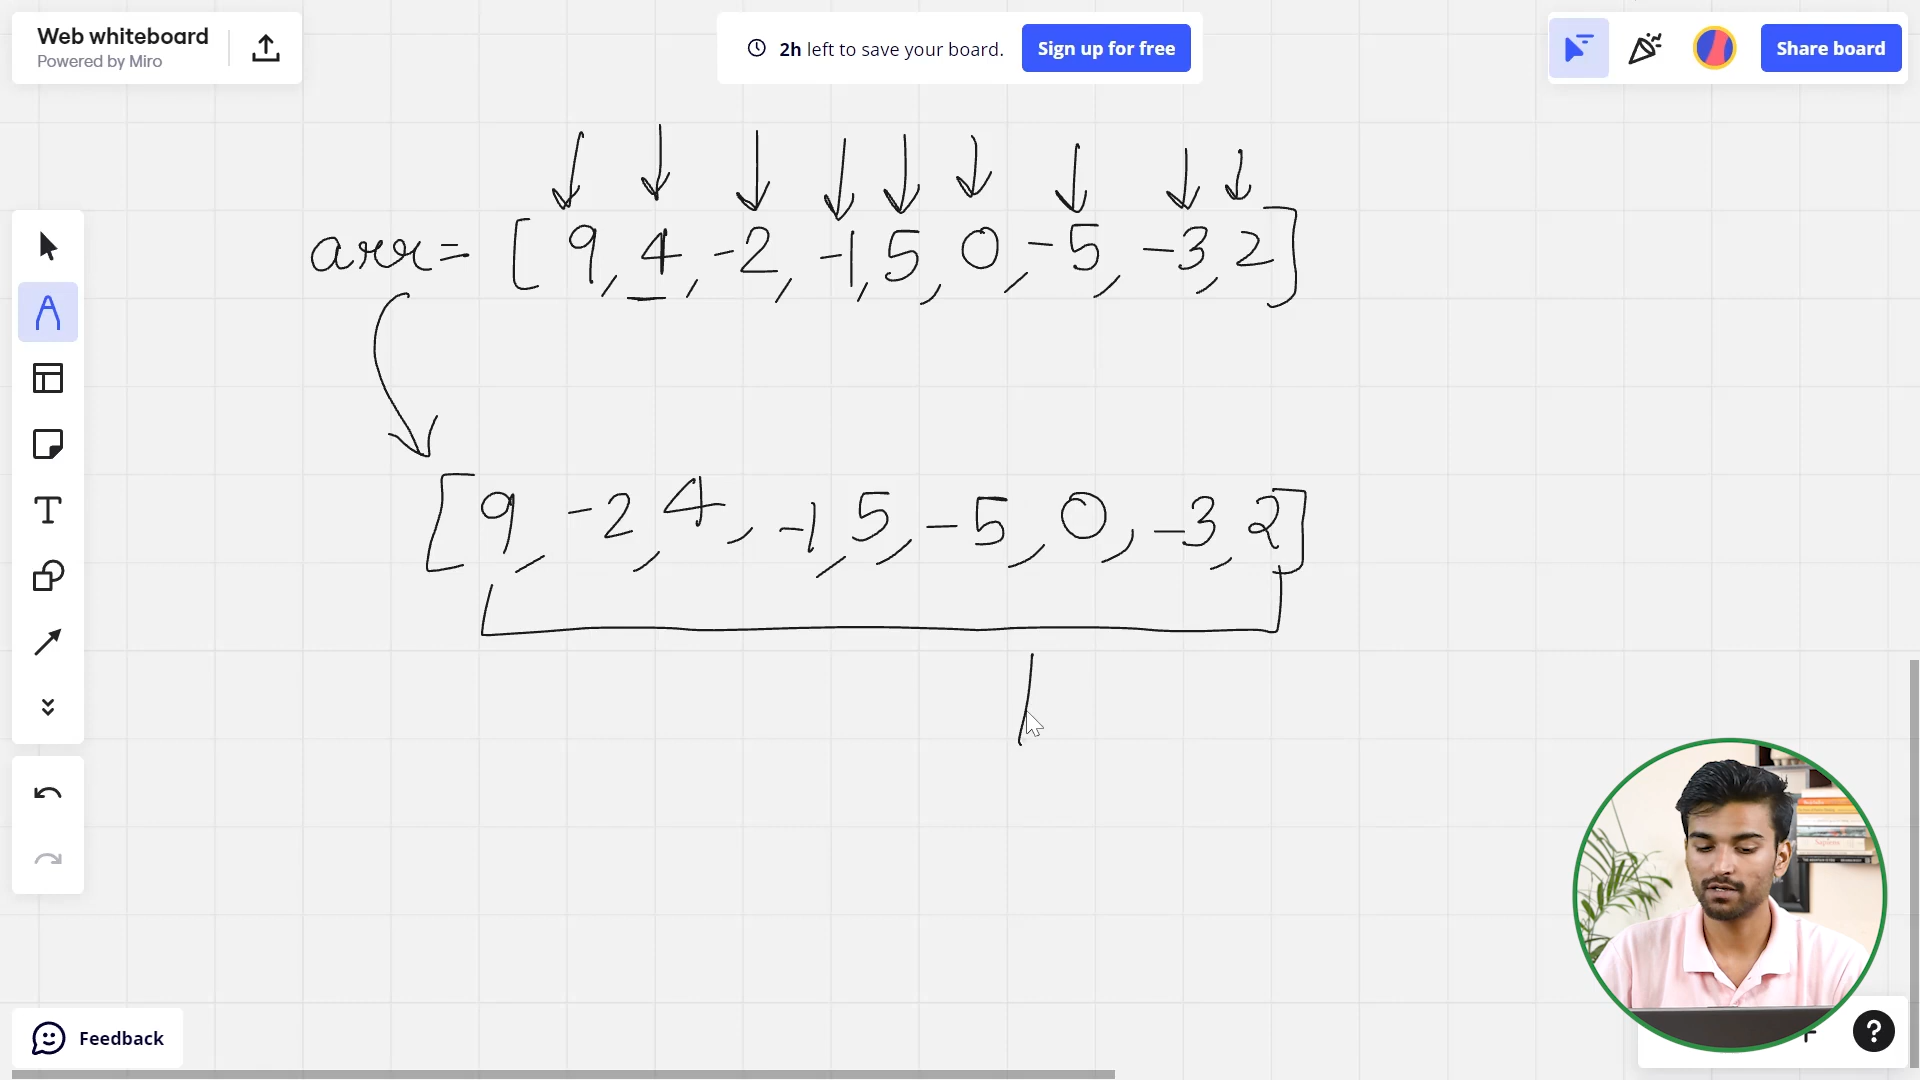 Web whiteboard
Powered by Miro
2h left to save your board.
Sign up for free
Share board
arr= [ 9, 4, -2, -1, 5, 0, -5, -3, 2]
[9, -2, 4, -1, 5, -5, 0, -3, 2]
Feedback